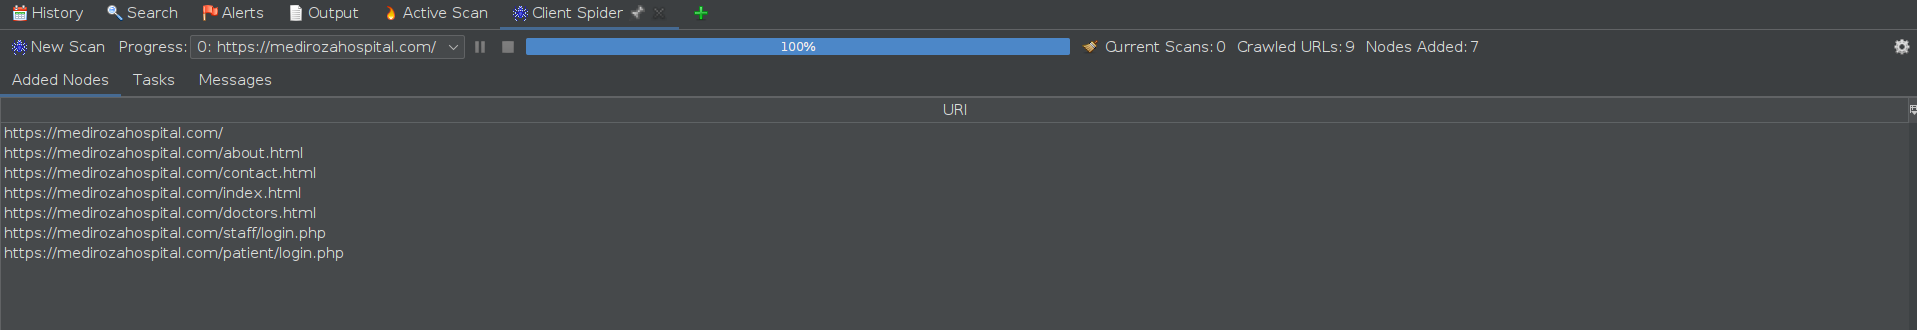 History Search Alerts Output Active Scan Client Spider
New Scan Progress: 0: https://medirozahospital.com/ 100% Current Scans: 0 Crawled URLs: 9 Nodes Added: 7
Added Nodes Tasks Messages
URI
https://medirozahospital.com/
https://medirozahospital.com/about.html
https://medirozahospital.com/contact.html
https://medirozahospital.com/index.html
https://medirozahospital.com/doctors.html
https://medirozahospital.com/staff/login.php
https://medirozahospital.com/patient/login.php